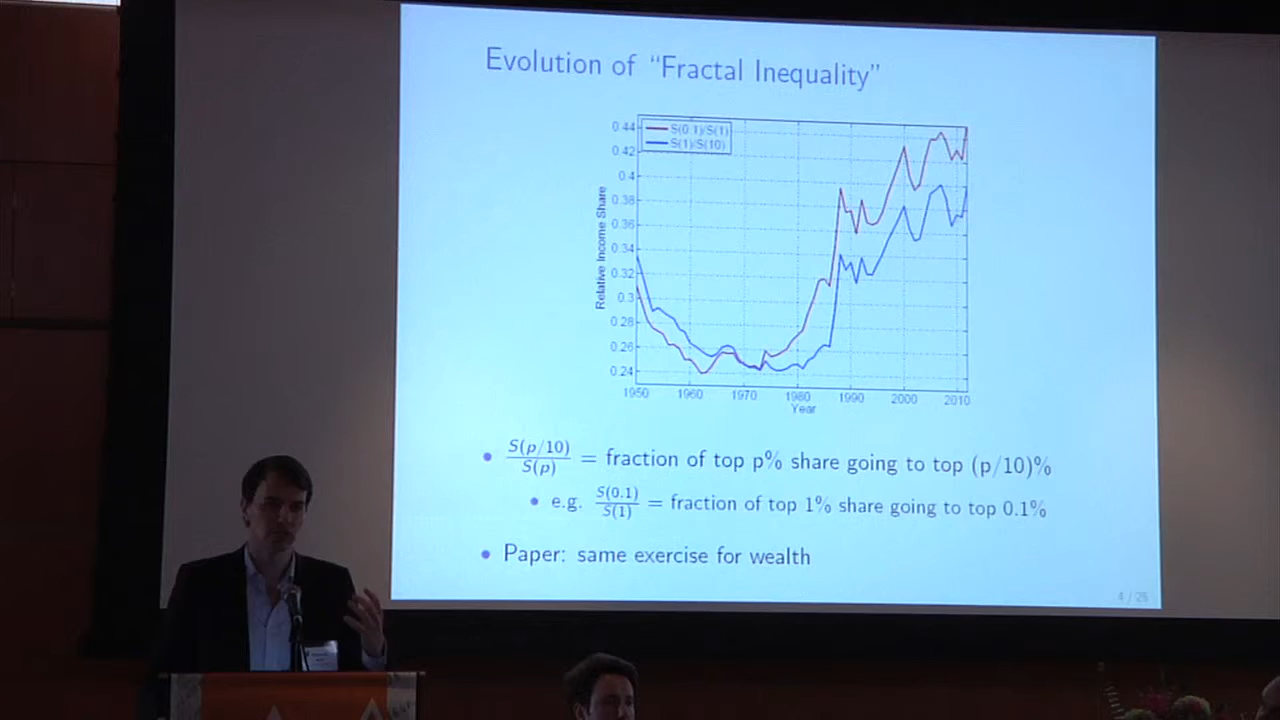 Evolution of “Fractal Inequality”
0.44
0.42
0.4
0.38
0.36
0.34
0.32
0.3
0.28
0.26
0.24
S(0.1)/S(1)
S(1)/S(10)
Relative Income Share
1950 1960 1970 1980 1990 2000 2010
Year
• S(p/10)/S(p) = fraction of top p% share going to top (p/10)%
• e.g. S(0.1)/S(1) = fraction of top 1% share going to top 0.1%
• Paper: same exercise for wealth
4 / 26